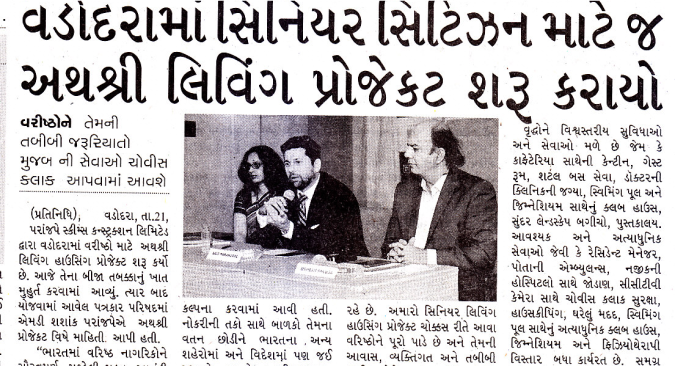 વડોદરામાં સિનિયર સિટિઝન માટે જ
અથશ્રી લિવિંગ પ્રોજેકટ શરૂ કરાયો
વરીષ્ઠોને તેમની
તબીબી જરૂરિયાતો
મુજબ ની સેવાઓ ચોવીસ
કલાક આપવામાં આવશે
(પ્રતિનિધિ), વડોદરા, તા.21,
પરાંજપે સ્કીમ્સ કન્સ્ટ્રક્શન લિમિટેડ
દ્વારા વડોદરામાં વરીષ્ઠો માટે અથશ્રી
લિવિંગ હાઉસિંગ પ્રોજેક્ટ શરૂ કર્યો
છે. આજે તેના બીજા તબક્કાનું ખાત
મુહુર્ત કરવામાં આવ્યું. ત્યાર બાદ
યોજવામાં આવેલ પત્રકાર પરિષદમાં
એમડી શશાંક પરાંજપેએ અથશ્રી
પ્રોજેક્ટ વિષે માહિતી. આપી હતી.
"ભારતમાં વરિષ્ઠ નાગરિકોને
કલ્પના કરવામાં આવી હતી.
નોકરીની તકો સાથે બાળકો તેમના
વતન છોડીને ભારતના અન્ય
શહેરોમાં અને વિદેશમાં પણ જઈ
રહે છે. અમારો સિનિયર લિવિંગ
હાઉસિંગ પ્રોજેક્ટ ચોક્કસ રીતે આવા
વરિષ્ઠોને પૂરો પાડે છે અને તેમની
આવાસ, વ્યક્તિગત અને તબીબી
વૃદ્ધોને વિશ્વસ્તરીય સુવિધાઓ
અને સેવાઓ મળે છે જેમ કે
કાફેટેરિયા સાથેની કેન્ટીન, ગેસ્ટ
રૂમ, શટલ બસ સેવા, ડોક્ટરની
ક્લિનિકની જગ્યા, સ્વિમિંગ પૂલ અને
જિમ્નેશિયમ સાથેનું ક્લબ હાઉસ,
સુંદર લેન્ડસ્કેપ બગીચો, પુસ્તકાલય.
આવશ્યક અને અત્યાધુનિક
સેવાઓ જેવી કે રેસિડેન્ટ મેનેજર,
પોતાની એમ્બ્યુલન્સ, નજીકની
હોસ્પિટલો સાથે જોડાણ, સીસીટીવી
કેમેરા સાથે ચોવીસ કલાક સુરક્ષા,
હાઉસકીપિંગ, ઘરેલું મદદ, સ્વિમિંગ
પૂલ સાથેનું અત્યાધુનિક ક્લબ હાઉસ,
જિમ્નેશિયમ અને ફિઝિયોથેરાપી
વિસ્તાર બધા કાર્યરત છે. સમગ્ર